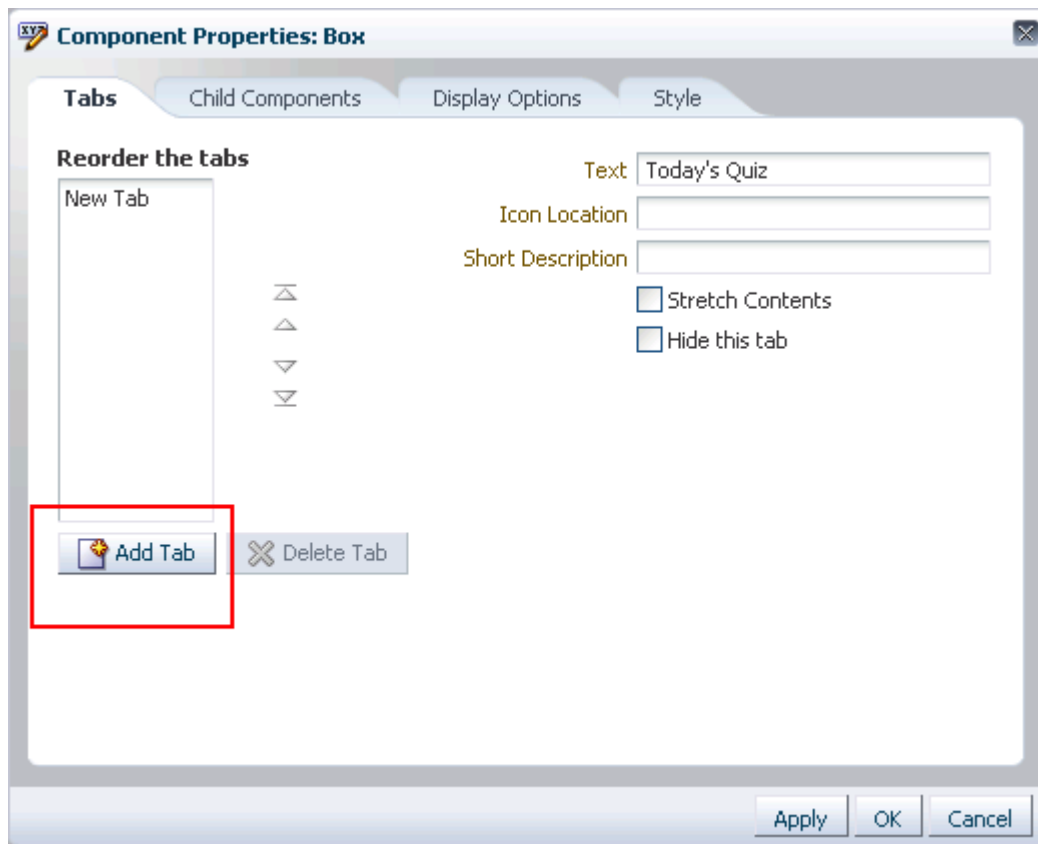 Component Properties: Box
Tabs Child Components Display Options Style
Reorder the tabs
New Tab
Text Today's Quiz
Icon Location
Short Description
Stretch Contents
Hide this tab
Add Tab Delete Tab
Apply OK Cancel